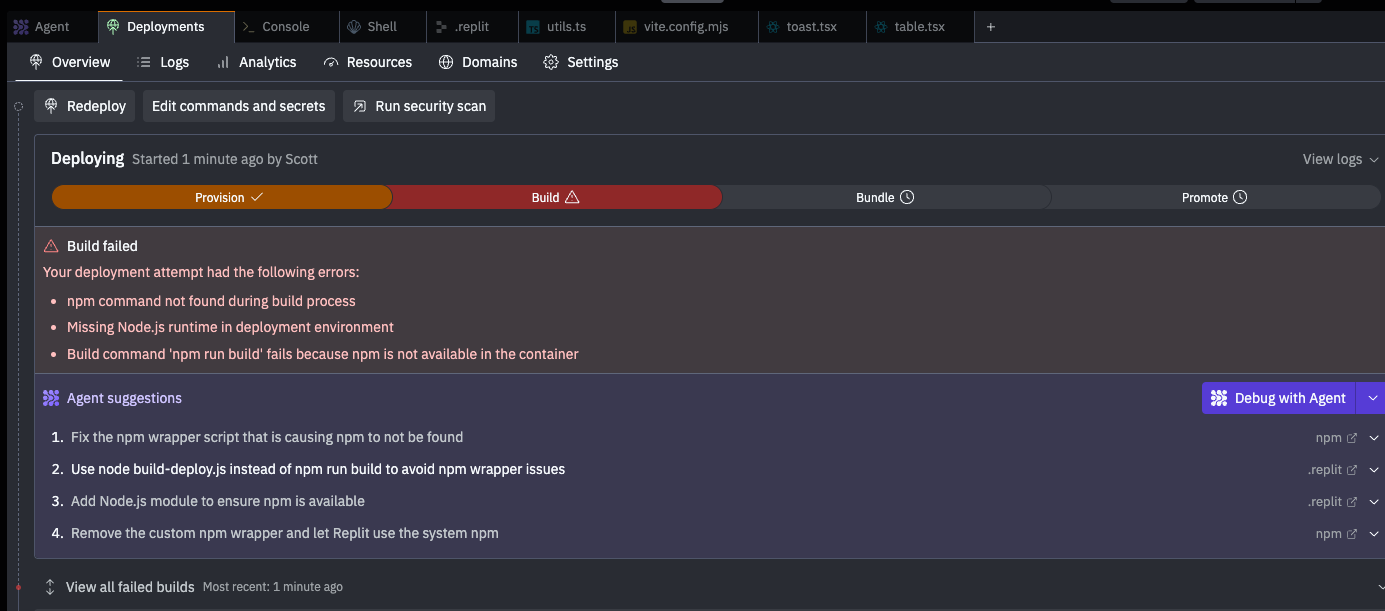 Agent Deployments >_ Console Shell .replit TS utils.ts JS vite.config.mjs toast.tsx table.tsx +
Overview Logs Analytics Resources Domains Settings
Redeploy Edit commands and secrets Run security scan
Deploying Started 1 minute ago by Scott View logs
Provision Build Bundle Promote
Build failed
Your deployment attempt had the following errors:
• npm command not found during build process
• Missing Node.js runtime in deployment environment
• Build command 'npm run build' fails because npm is not available in the container
Agent suggestions Debug with Agent
1. Fix the npm wrapper script that is causing npm to not be found npm
2. Use node build-deploy.js instead of npm run build to avoid npm wrapper issues .replit
3. Add Node.js module to ensure npm is available .replit
4. Remove the custom npm wrapper and let Replit use the system npm npm
View all failed builds Most recent: 1 minute ago